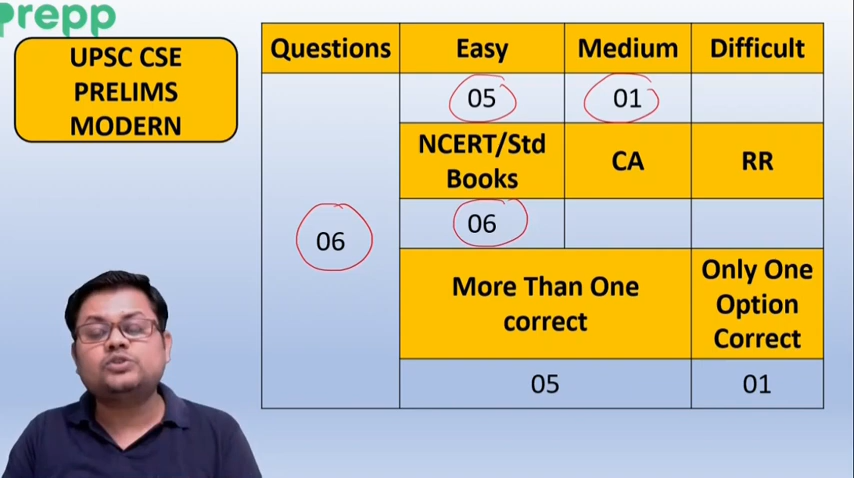 prepp
UPSC CSE
PRELIMS
MODERN
Questions Easy Medium Difficult
05 01
NCERT/Std
Books
CA RR
06 06
More Than One
correct
Only One
Option
Correct
05 01